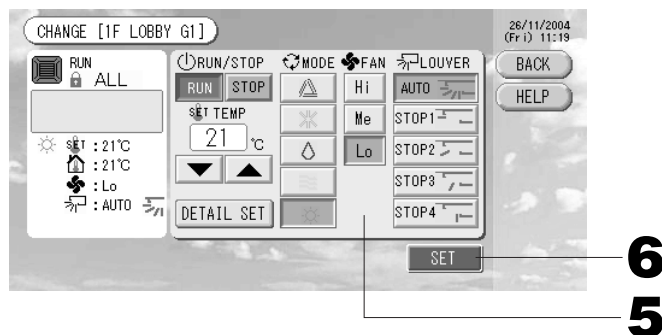 CHANGE [1F LOBBY G1]
26/11/2004
(Fri) 11:19
RUN
ALL
SET : 21°C
: 21°C
: Lo
: AUTO
RUN/STOP
RUN STOP
SET TEMP
21 °C
DETAIL SET
MODE
FAN
Hi
Me
Lo
LOUVER
AUTO
STOP1
STOP2
STOP3
STOP4
BACK
HELP
SET
6
5